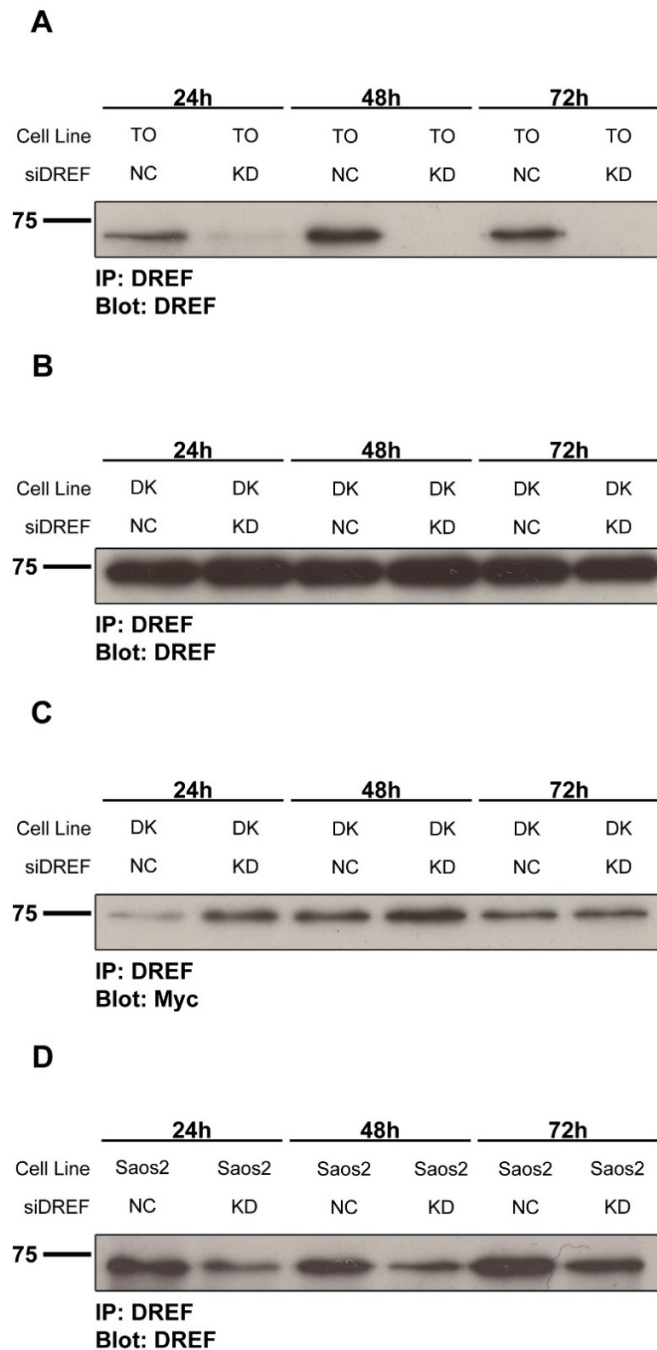 A
24h 48h 72h
Cell Line TO TO TO TO TO TO
siDREF NC KD NC KD NC KD
75
IP: DREF
Blot: DREF
B
24h 48h 72h
Cell Line DK DK DK DK DK DK
siDREF NC KD NC KD NC KD
75
IP: DREF
Blot: DREF
C
24h 48h 72h
Cell Line DK DK DK DK DK DK
siDREF NC KD NC KD NC KD
75
IP: DREF
Blot: Myc
D
24h 48h 72h
Cell Line Saos2 Saos2 Saos2 Saos2 Saos2 Saos2
siDREF NC KD NC KD NC KD
75
IP: DREF
Blot: DREF